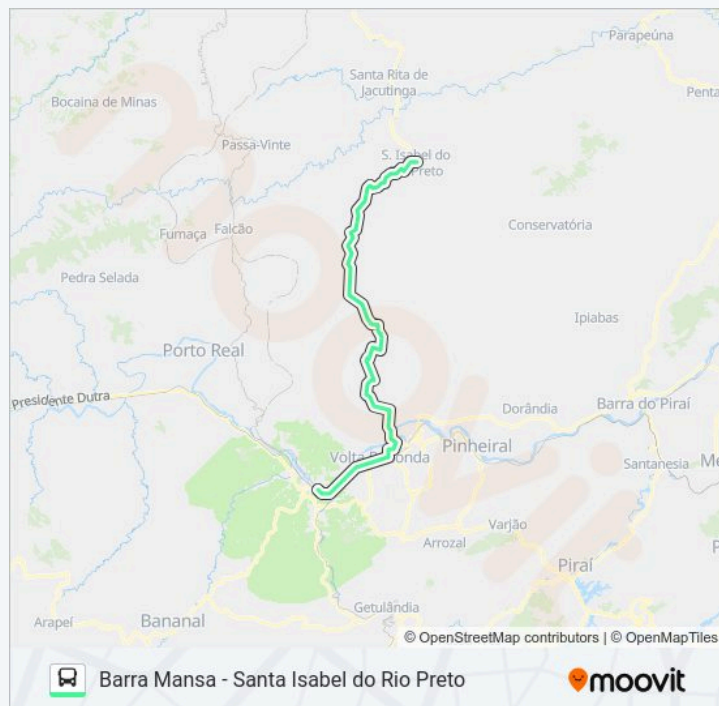 Parapeúna
Santa Rita de
Jacutinga
Bocaina de Minas
Penta
Passa-Vinte
S. Isabel do
Preto
Conservatória
Fumaça
Falcão
Pedra Selada
Ipiabas
Porto Real
Presidente Dutra
Dorândia
Barra do Piraí
Pinheiral
Volta Redonda
Santanesia
Me
Varjão
Arrozal
Piraí
P
Getulândia
Arapeí
Bananal
© OpenStreetMap contributors | © OpenMapTiles
Barra Mansa - Santa Isabel do Rio Preto
moovit